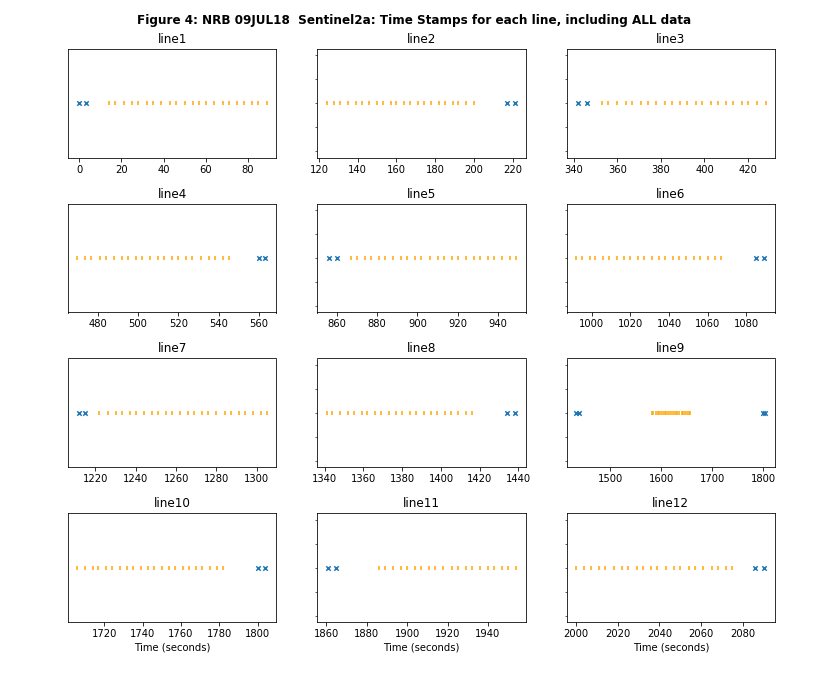 Figure 4: NRB 09JUL18  Sentinel2a: Time Stamps for each line, including ALL data
line1 line2 line3
0 20 40 60 80 120 140 160 180 200 220 340 360 380 400 420
line4 line5 line6
480 500 520 540 560 860 880 900 920 940 1000 1020 1040 1060 1080
line7 line8 line9
1220 1240 1260 1280 1300 1340 1360 1380 1400 1420 1440 1500 1600 1700 1800
line10 line11 line12
1720 1740 1760 1780 1800 1860 1880 1900 1920 1940 2000 2020 2040 2060 2080
Time (seconds) Time (seconds) Time (seconds)